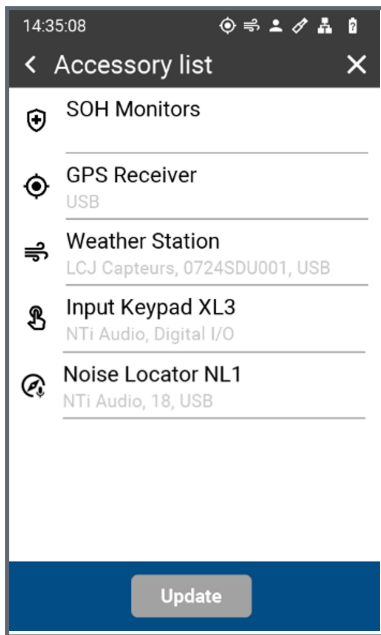 14:35:08
Accessory list
SOH Monitors
GPS Receiver
USB
Weather Station
LCJ Capteurs, 0724SDU001, USB
Input Keypad XL3
NTi Audio, Digital I/O
Noise Locator NL1
NTi Audio, 18, USB
Update